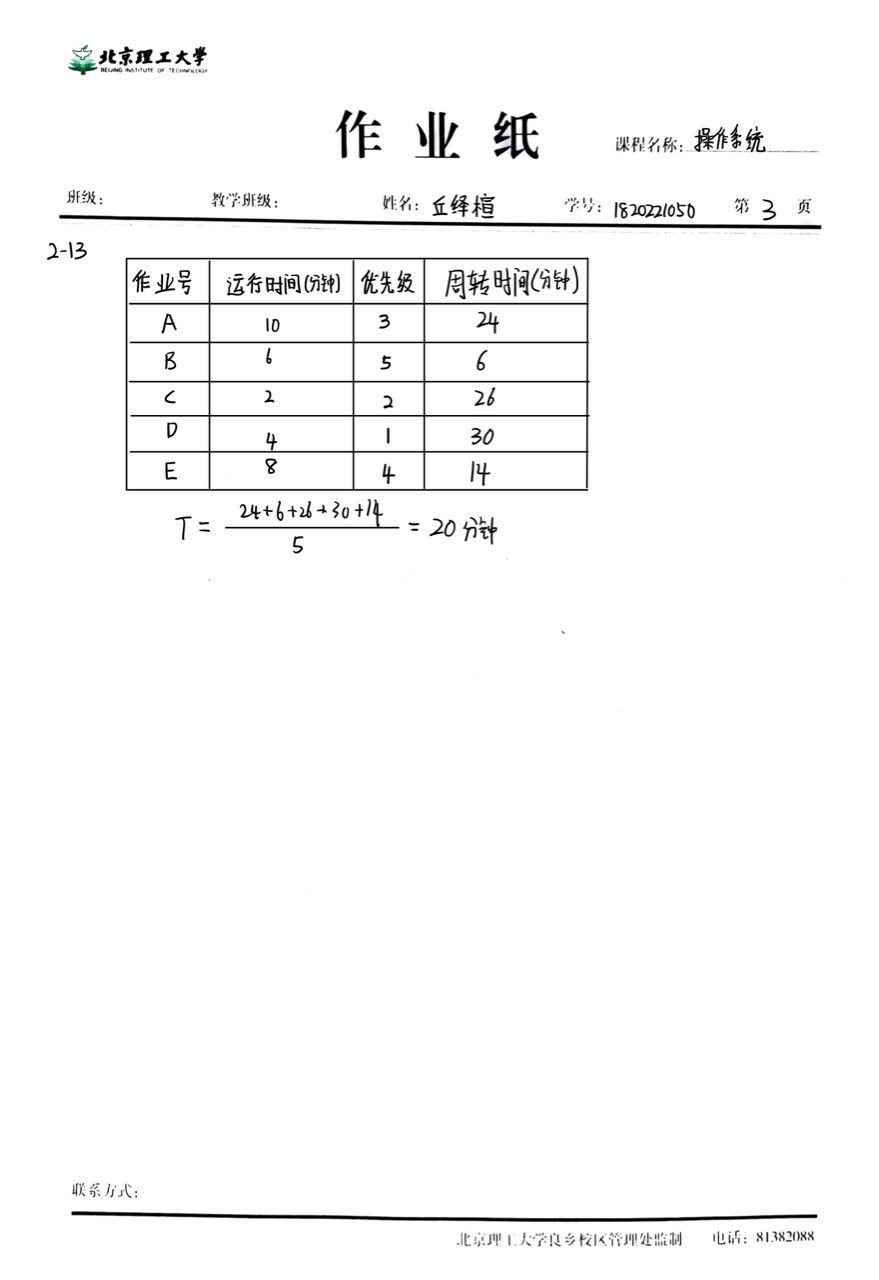 北京理工大学
BEIJING INSTITUTE OF TECHNOLOGY
作业纸
课程名称：操作系统
班级： 教学班级： 姓名：丘绎楦 学号：1820221050 第 3 页
2-13
作业号 运行时间(分钟) 优先级 周转时间(分钟)
A 10 3 24
B 6 5 6
C 2 2 26
D 4 1 30
E 8 4 14
T = (24+6+26+30+14)/5 = 20分钟
联系方式：
北京理工大学良乡校区管理处监制 电话：81382088